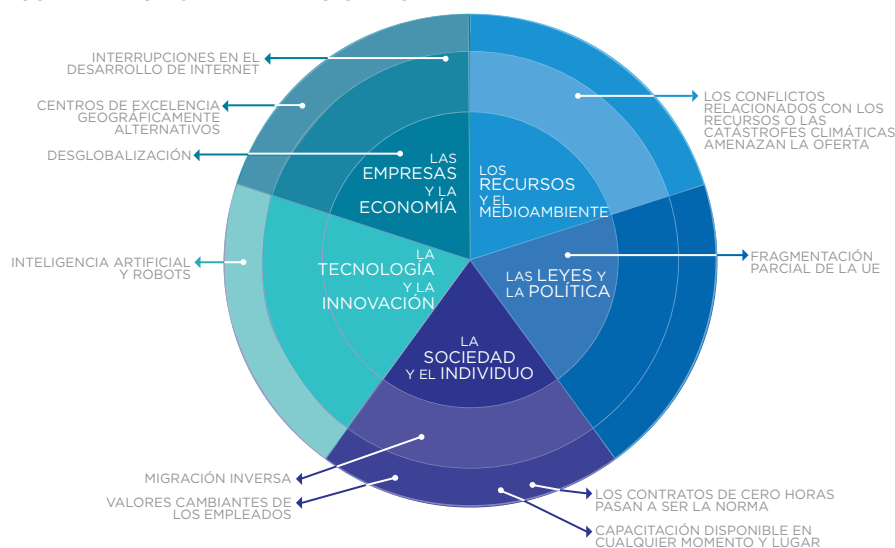 INTERRUPCIONES EN EL
DESARROLLO DE INTERNET
CENTROS DE EXCELENCIA
GEOGRÁFICAMENTE
ALTERNATIVOS
DESGLOBALIZACIÓN
LAS
EMPRESAS
Y LA
ECONOMÍA
LOS
RECURSOS
Y EL
MEDIOAMBIENTE
LOS CONFLICTOS
RELACIONADOS CON LOS
RECURSOS O LAS
CATÁSTROFES CLIMÁTICAS
AMENAZAN LA OFERTA
INTELIGENCIA ARTIFICIAL
Y ROBOTS
LA
TECNOLOGÍA
Y LA
INNOVACIÓN
LAS LEYES Y
LA POLÍTICA
FRAGMENTACIÓN
PARCIAL DE LA UE
LA
SOCIEDAD
Y EL INDIVIDUO
MIGRACIÓN INVERSA
VALORES CAMBIANTES DE
LOS EMPLEADOS
LOS CONTRATOS DE CERO HORAS
PASAN A SER LA NORMA
CAPACITACIÓN DISPONIBLE EN
CUALQUIER MOMENTO Y LUGAR